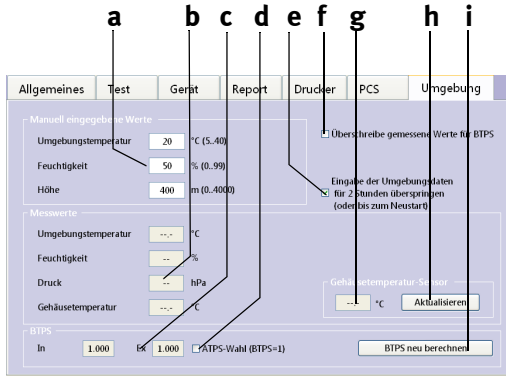 a b c d e f g h i
Allgemeines Test Gerät Report Drucker PCS Umgebung
Manuell eingegebene Werte
Umgebungstemperatur 20 °C (5..40)
Feuchtigkeit 50 % (0..99)
Höhe 400 m (0..4000)
Überschreibe gemessene Werte für BTPS
Eingabe der Umgebungsdaten
für 2 Stunden überspringen
(oder bis zum Neustart)
Messwerte
Umgebungstemperatur --.- °C
Feuchtigkeit -- %
Druck -- hPa
Gehäusetemperatur --.- °C
Gehäusetemperatur-Sensor
--.- °C Aktualisieren
BTPS
In 1.000 Ex 1.000 ATPS-Wahl (BTPS=1) BTPS neu berechnen